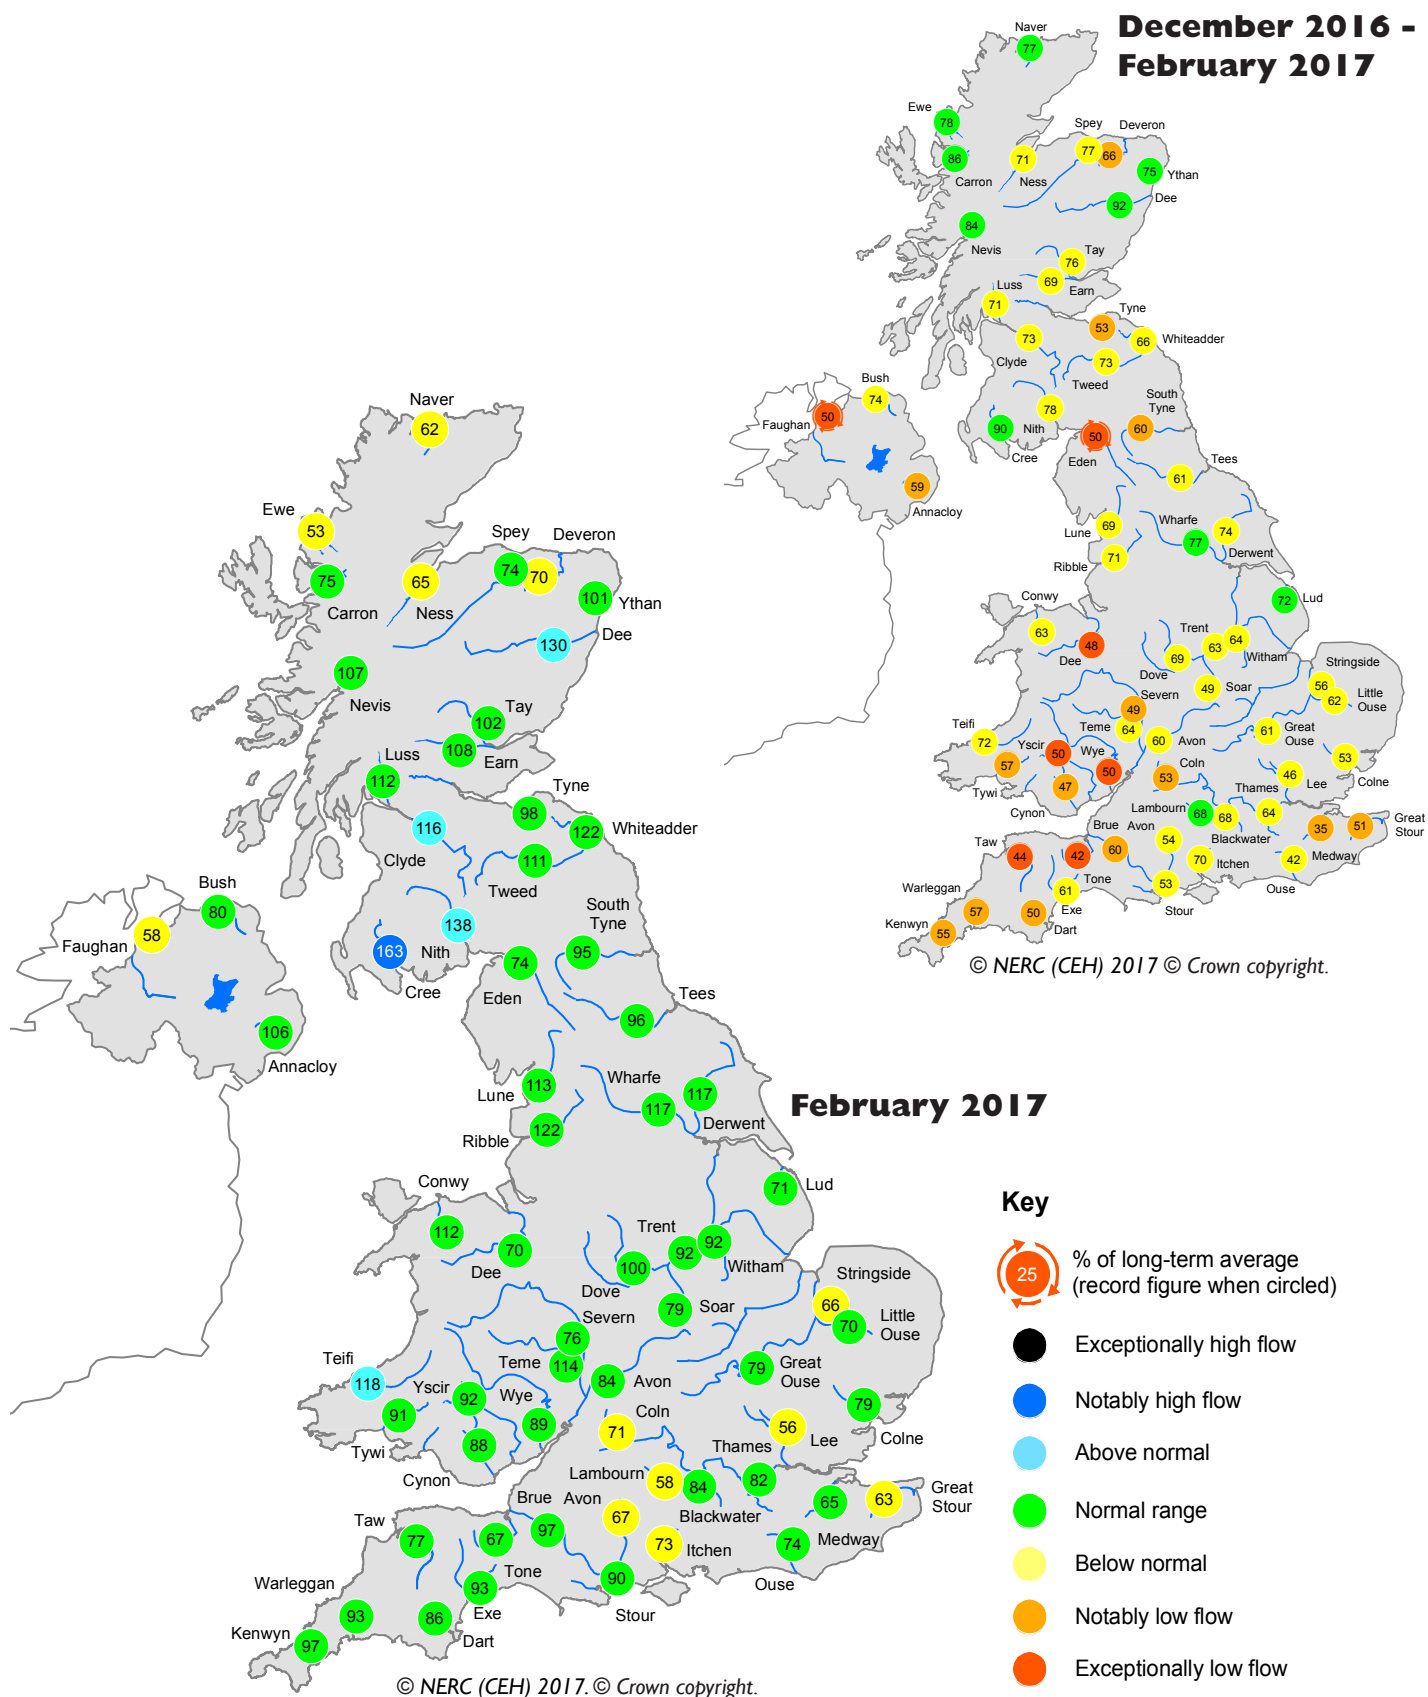 December 2016 -
February 2017
Naver
77
Ewe
78
Spey
Deveron
77
66
86
71
75
Carron
Ness
Ythan
Dee
92
84
Nevis
Tay
76
69
Earn
Luss
71
Tyne
53
73
66
Whiteadder
Clyde
73
Tweed
Bush
74
South
Tyne
78
50
Faughan
90
Nith
60
50
Cree
Eden
Tees
61
59
Annacloy
Lune
69
Wharfe
74
77
Derwent
71
Ribble
Conwy
72
Lud
63
Trent
64
48
63
Witham
Dee
69
Stringside
Dove
49
Soar
56
Little
Ouse
62
Severn
49
Teme
64
Teifi
72
61
Great
Ouse
60
Avon
Yscir
50
Wye
57
50
Coln
53
53
Tywi
47
Thames
46
Lee
Colne
Cynon
Lambourn
68
68
64
Great
Stour
Brue
Avon
Blackwater
35
51
Taw
54
44
42
60
Medway
70
Itchen
42
Tone
Ouse
Warleggan
61
53
Exe
Stour
57
50
Kenwyn
55
Dart
© NERC (CEH) 2017 © Crown copyright.
February 2017
Naver
62
Ewe
53
Spey
Deveron
74
70
75
65
101
Carron
Ness
Ythan
Dee
130
107
Nevis
Tay
102
108
Earn
Luss
112
Tyne
98
116
122
Whiteadder
Clyde
111
Tweed
Bush
80
South
Tyne
58
Faughan
138
163
Nith
95
74
Cree
Eden
Tees
96
106
Annacloy
Lune
113
Wharfe
117
117
Derwent
122
Ribble
Conwy
71
Lud
112
Trent
92
70
92
Witham
Dee
100
Stringside
Dove
66
79
Soar
Little
Ouse
70
Severn
76
Teme
114
Teifi
118
79
Great
Ouse
84
Avon
Yscir
92
Wye
91
89
Coln
71
79
Tywi
88
Thames
56
Lee
Colne
Cynon
Lambourn
58
84
82
Great
Stour
Brue
Avon
Blackwater
65
63
Taw
67
77
67
97
Medway
73
Itchen
74
Tone
Ouse
Warleggan
93
90
Exe
Stour
93
86
Kenwyn
97
Dart
© NERC (CEH) 2017. © Crown copyright.
Key
25
% of long-term average
(record figure when circled)
Exceptionally high flow
Notably high flow
Above normal
Normal range
Below normal
Notably low flow
Exceptionally low flow